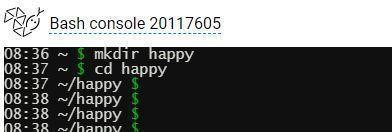 Bash console 20117605
08:36 ~ $ mkdir happy
08:37 ~ $ cd happy
08:37 ~/happy $
08:38 ~/happy $
08:38 ~/happy $
08:38 ~/happy $